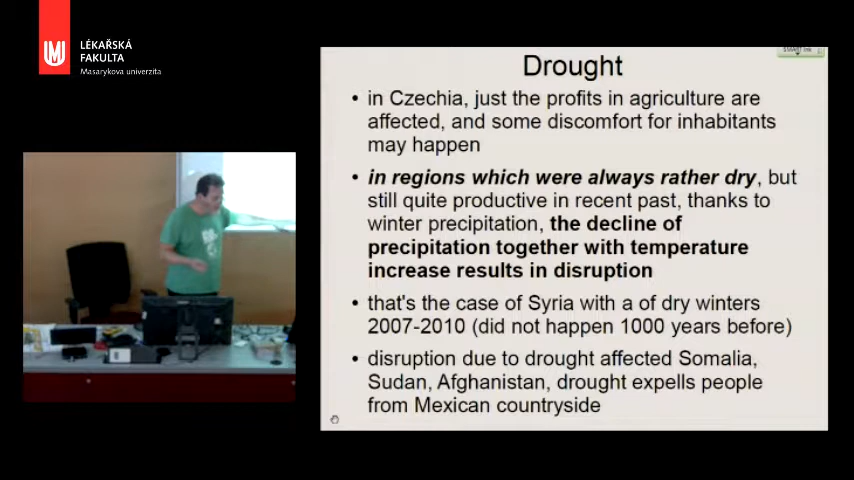 LÉKAŘSKÁ
FAKULTA
Masarykova univerzita
SMART Ink
Drought
• in Czechia, just the profits in agriculture are
affected, and some discomfort for inhabitants
may happen
• in regions which were always rather dry, but
still quite productive in recent past, thanks to
winter precipitation, the decline of
precipitation together with temperature
increase results in disruption
• that's the case of Syria with a of dry winters
2007-2010 (did not happen 1000 years before)
• disruption due to drought affected Somalia,
Sudan, Afghanistan, drought expells people
from Mexican countryside